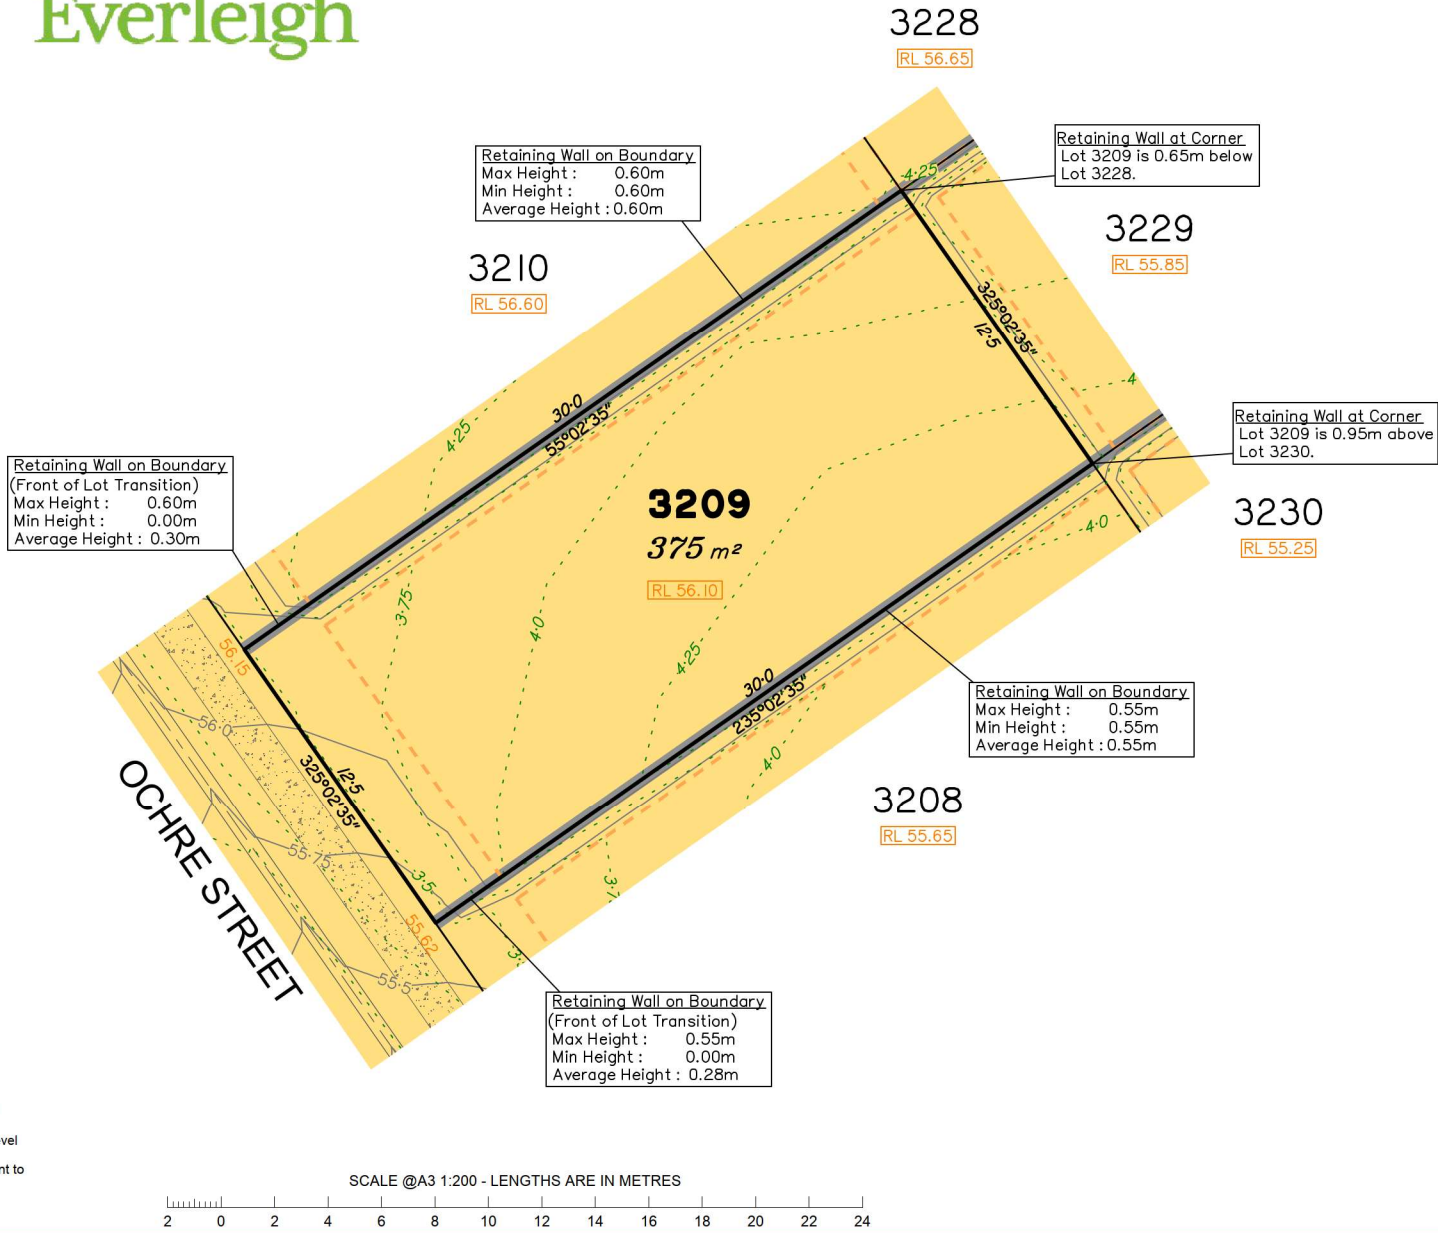 Everleigh
3228
RL 56.65
Retaining Wall at Corner
Lot 3209 is 0.65m below
Lot 3228.
Retaining Wall on Boundary
Max Height : 0.60m
Min Height : 0.60m
Average Height : 0.60m
4·25
3229
RL 55.85
3210
RL 56.60
325°02'35"
12·5
4
30·0
55°02'35"
4·25
Retaining Wall at Corner
Lot 3209 is 0.95m above
Lot 3230.
Retaining Wall on Boundary
(Front of Lot Transition)
Max Height : 0.60m
Min Height : 0.00m
Average Height : 0.30m
3209
375 m²
RL 56.10
3230
RL 55.25
4·0
3·75
4·0
4·25
56.15
30·0
235°02'35"
Retaining Wall on Boundary
Max Height : 0.55m
Min Height : 0.55m
Average Height : 0.55m
56·0
4·0
12·5
325°02'35"
OCHRE STREET
3208
RL 55.65
55·75
3·5
55.62
55·5
Retaining Wall on Boundary
(Front of Lot Transition)
Max Height : 0.55m
Min Height : 0.00m
Average Height : 0.28m
SCALE @A3 1:200 - LENGTHS ARE IN METRES
2 0 2 4 6 8 10 12 14 16 18 20 22 24